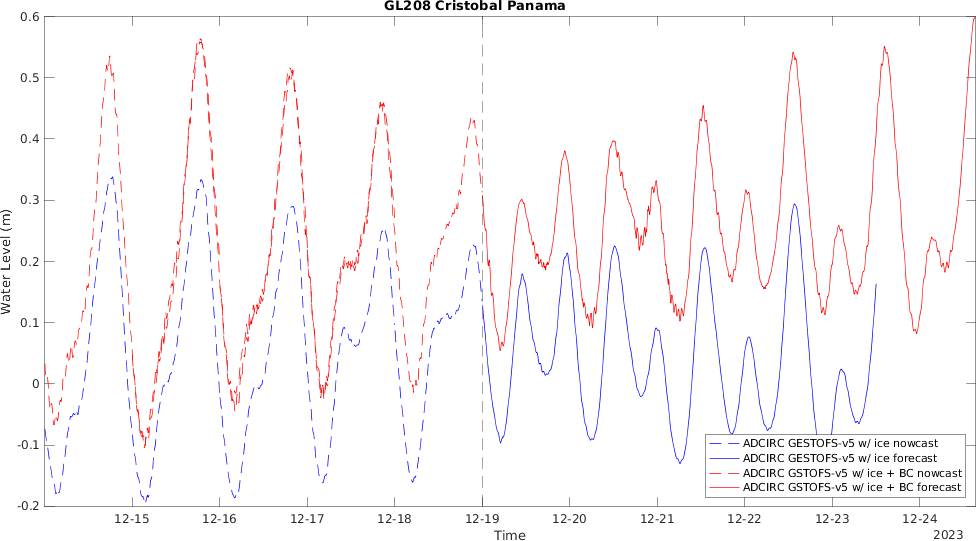 GL208 Cristobal Panama
0.6
0.5
0.4
0.3
0.2
0.1
0
-0.1
-0.2
Water Level (m)
12-15 12-16 12-17 12-18 12-19 12-20 12-21 12-22 12-23 12-24
Time
2023
ADCIRC GESTOFS-v5 w/ ice nowcast
ADCIRC GESTOFS-v5 w/ ice forecast
ADCIRC GSTOFS-v5 w/ ice + BC nowcast
ADCIRC GSTOFS-v5 w/ ice + BC forecast